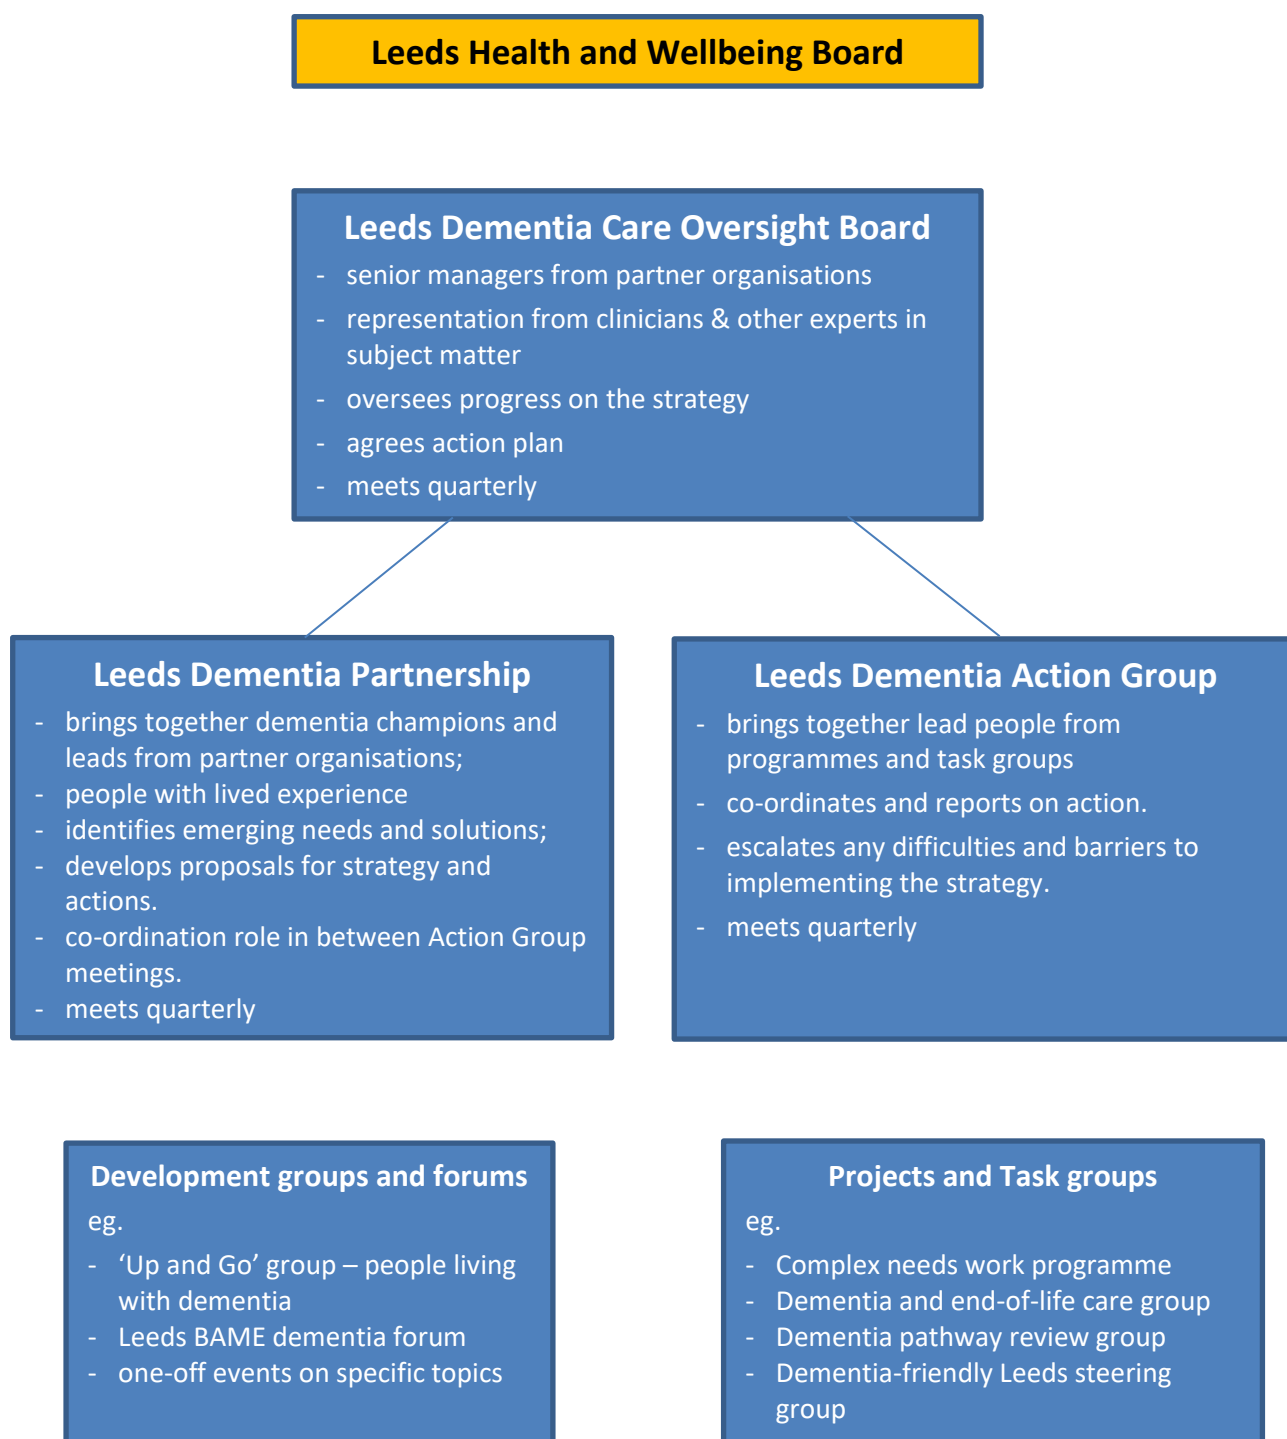 Leeds Health and Wellbeing Board
Leeds Dementia Care Oversight Board
- senior managers from partner organisations
- representation from clinicians & other experts in
subject matter
- oversees progress on the strategy
- agrees action plan
- meets quarterly
Leeds Dementia Partnership
- brings together dementia champions and
leads from partner organisations;
- people with lived experience
- identifies emerging needs and solutions;
- develops proposals for strategy and
actions.
- co-ordination role in between Action Group
meetings.
- meets quarterly
Leeds Dementia Action Group
- brings together lead people from
programmes and task groups
- co-ordinates and reports on action.
- escalates any difficulties and barriers to
implementing the strategy.
- meets quarterly
Development groups and forums
eg.
- ‘Up and Go’ group – people living
with dementia
- Leeds BAME dementia forum
- one-off events on specific topics
Projects and Task groups
eg.
- Complex needs work programme
- Dementia and end-of-life care group
- Dementia pathway review group
- Dementia-friendly Leeds steering
group